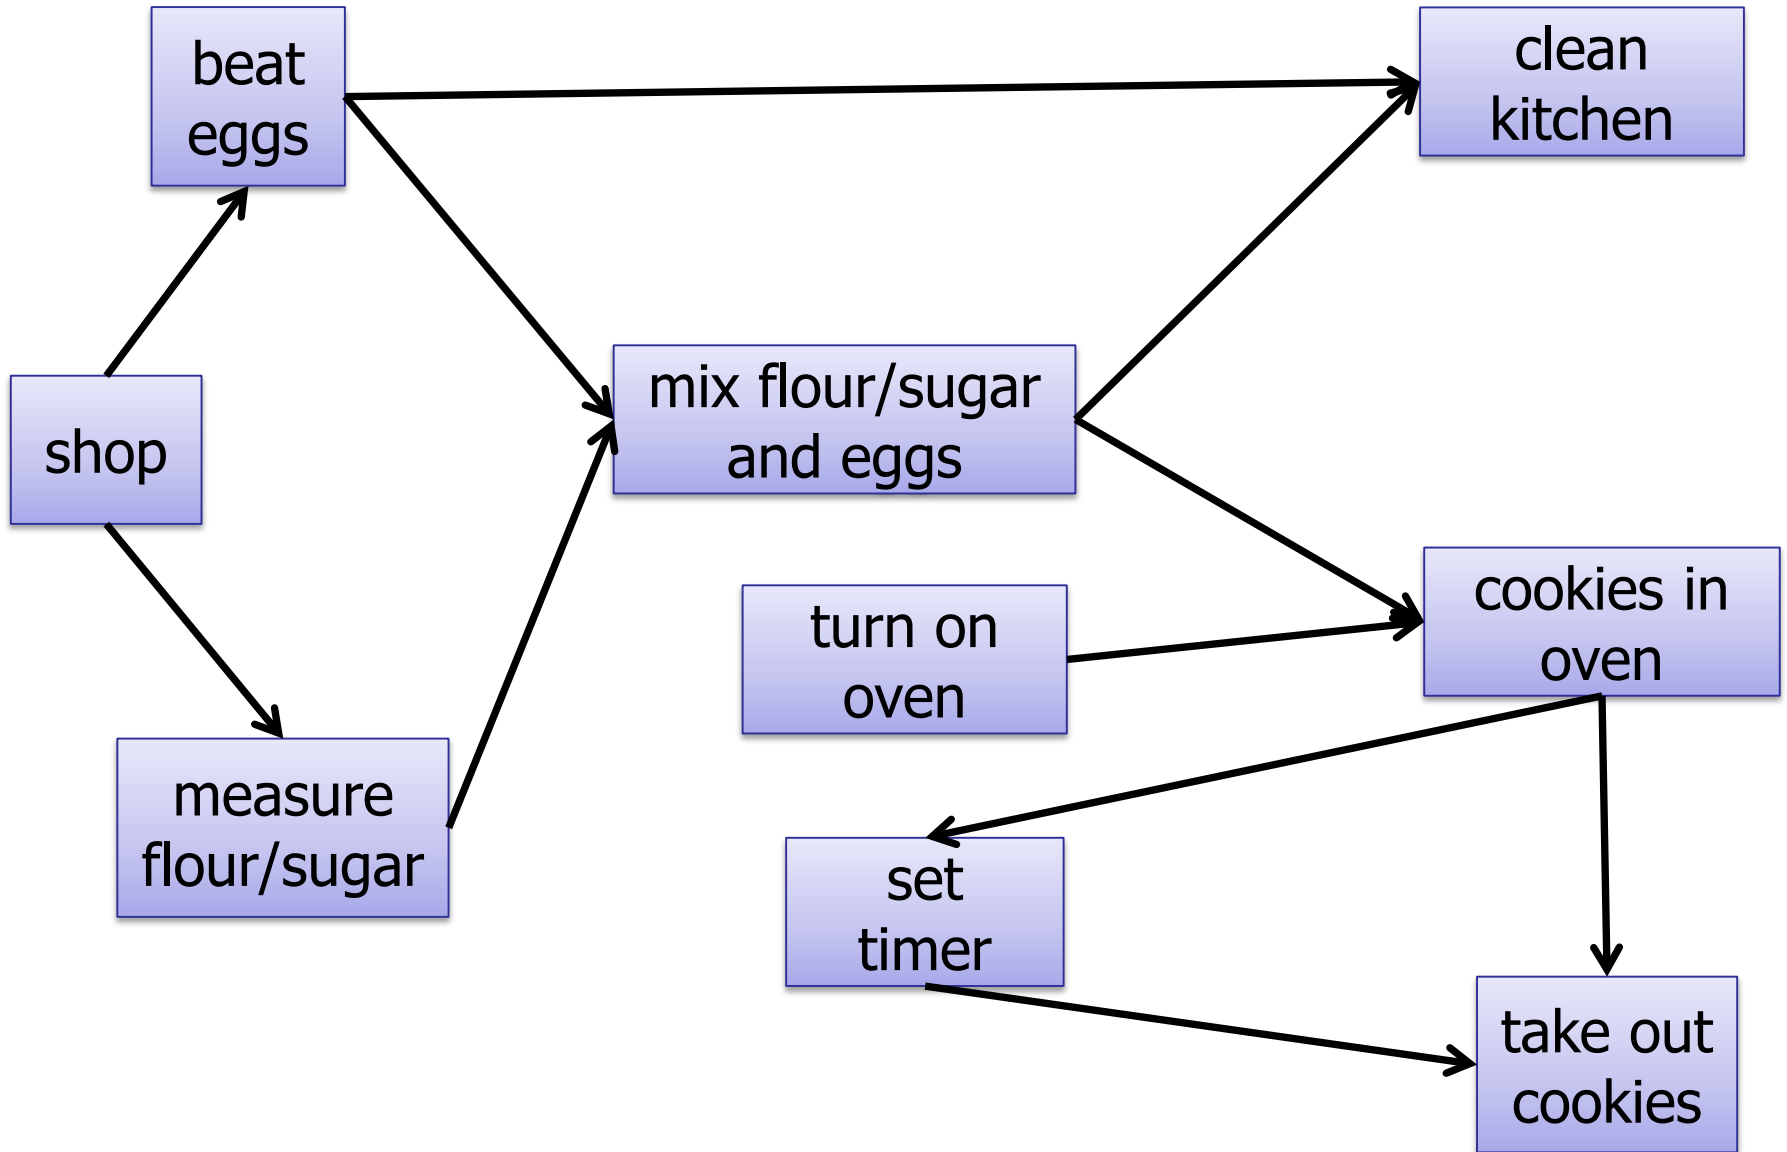 beat
eggs
clean
kitchen
shop
mix flour/sugar
and eggs
turn on
oven
cookies in
oven
measure
flour/sugar
set
timer
take out
cookies